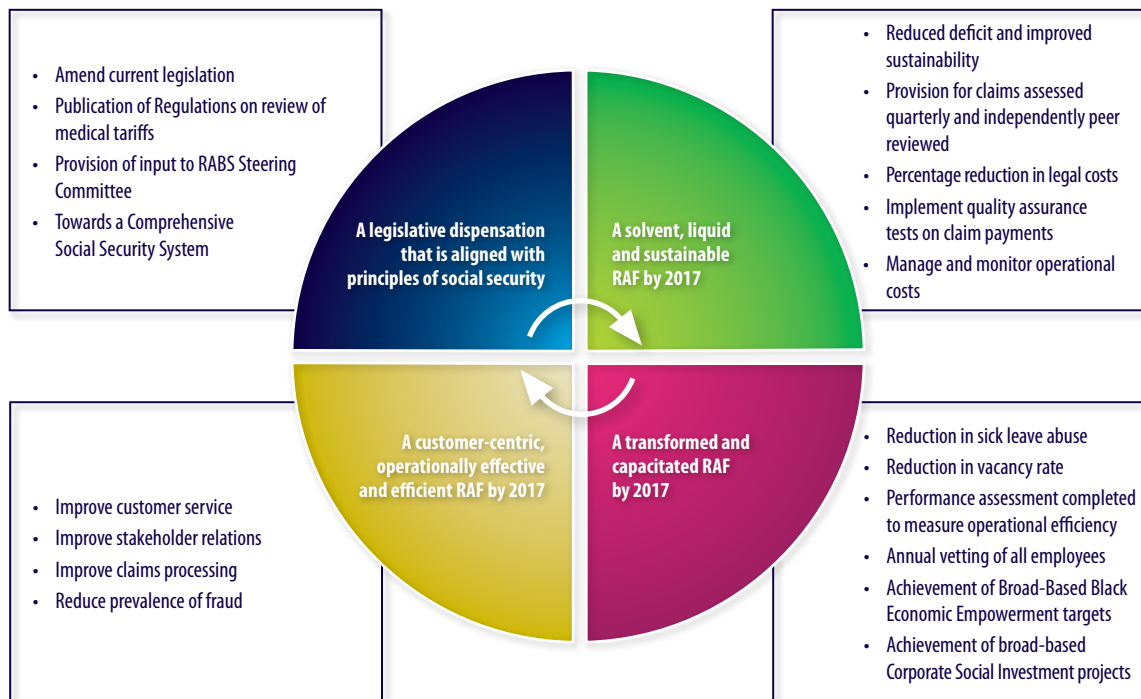 • Amend current legislation
• Publication of Regulations on review of
medical tariffs
• Provision of input to RABS Steering
Committee
• Towards a Comprehensive
Social Security System
• Reduced deficit and improved
sustainability
• Provision for claims assessed
quarterly and independently peer
reviewed
• Percentage reduction in legal costs
• Implement quality assurance
tests on claim payments
• Manage and monitor operational
costs
A legislative dispensation
that is aligned with
principles of social security
A solvent, liquid
and sustainable
RAF by 2017
A customer-centric,
operationally effective
and efficient RAF by 2017
A transformed and
capacitated RAF
by 2017
• Improve customer service
• Improve stakeholder relations
• Improve claims processing
• Reduce prevalence of fraud
• Reduction in sick leave abuse
• Reduction in vacancy rate
• Performance assessment completed
to measure operational efficiency
• Annual vetting of all employees
• Achievement of Broad-Based Black
Economic Empowerment targets
• Achievement of broad-based
Corporate Social Investment projects